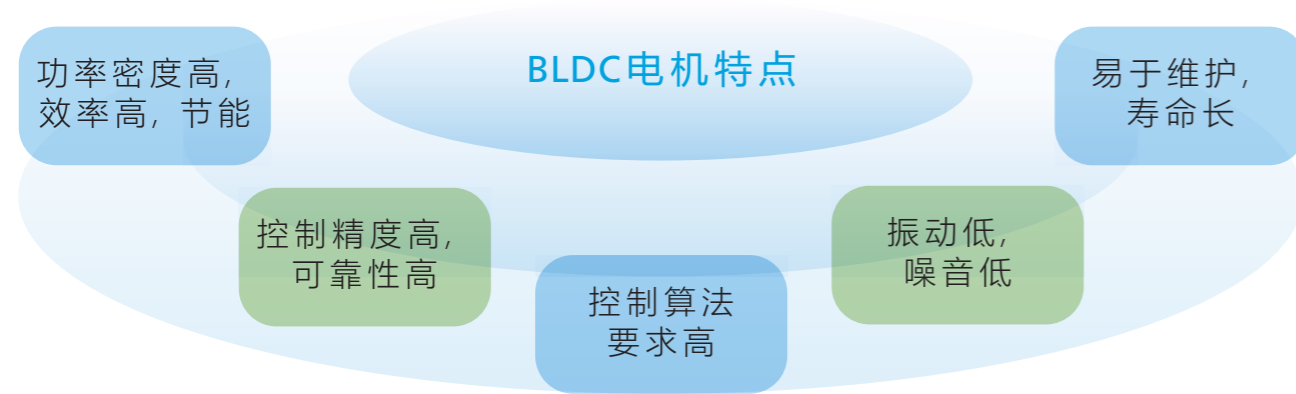 BLDC电机特点
功率密度高,
效率高, 节能
控制精度高,
可靠性高
控制算法
要求高
振动低,
噪音低
易于维护,
寿命长